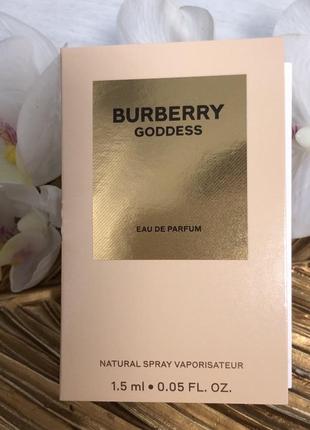 BURBERRY
GODDESS
EAU DE PARFUM
NATURAL SPRAY VAPORISATEUR
1.5 ml • 0.05 FL. OZ.